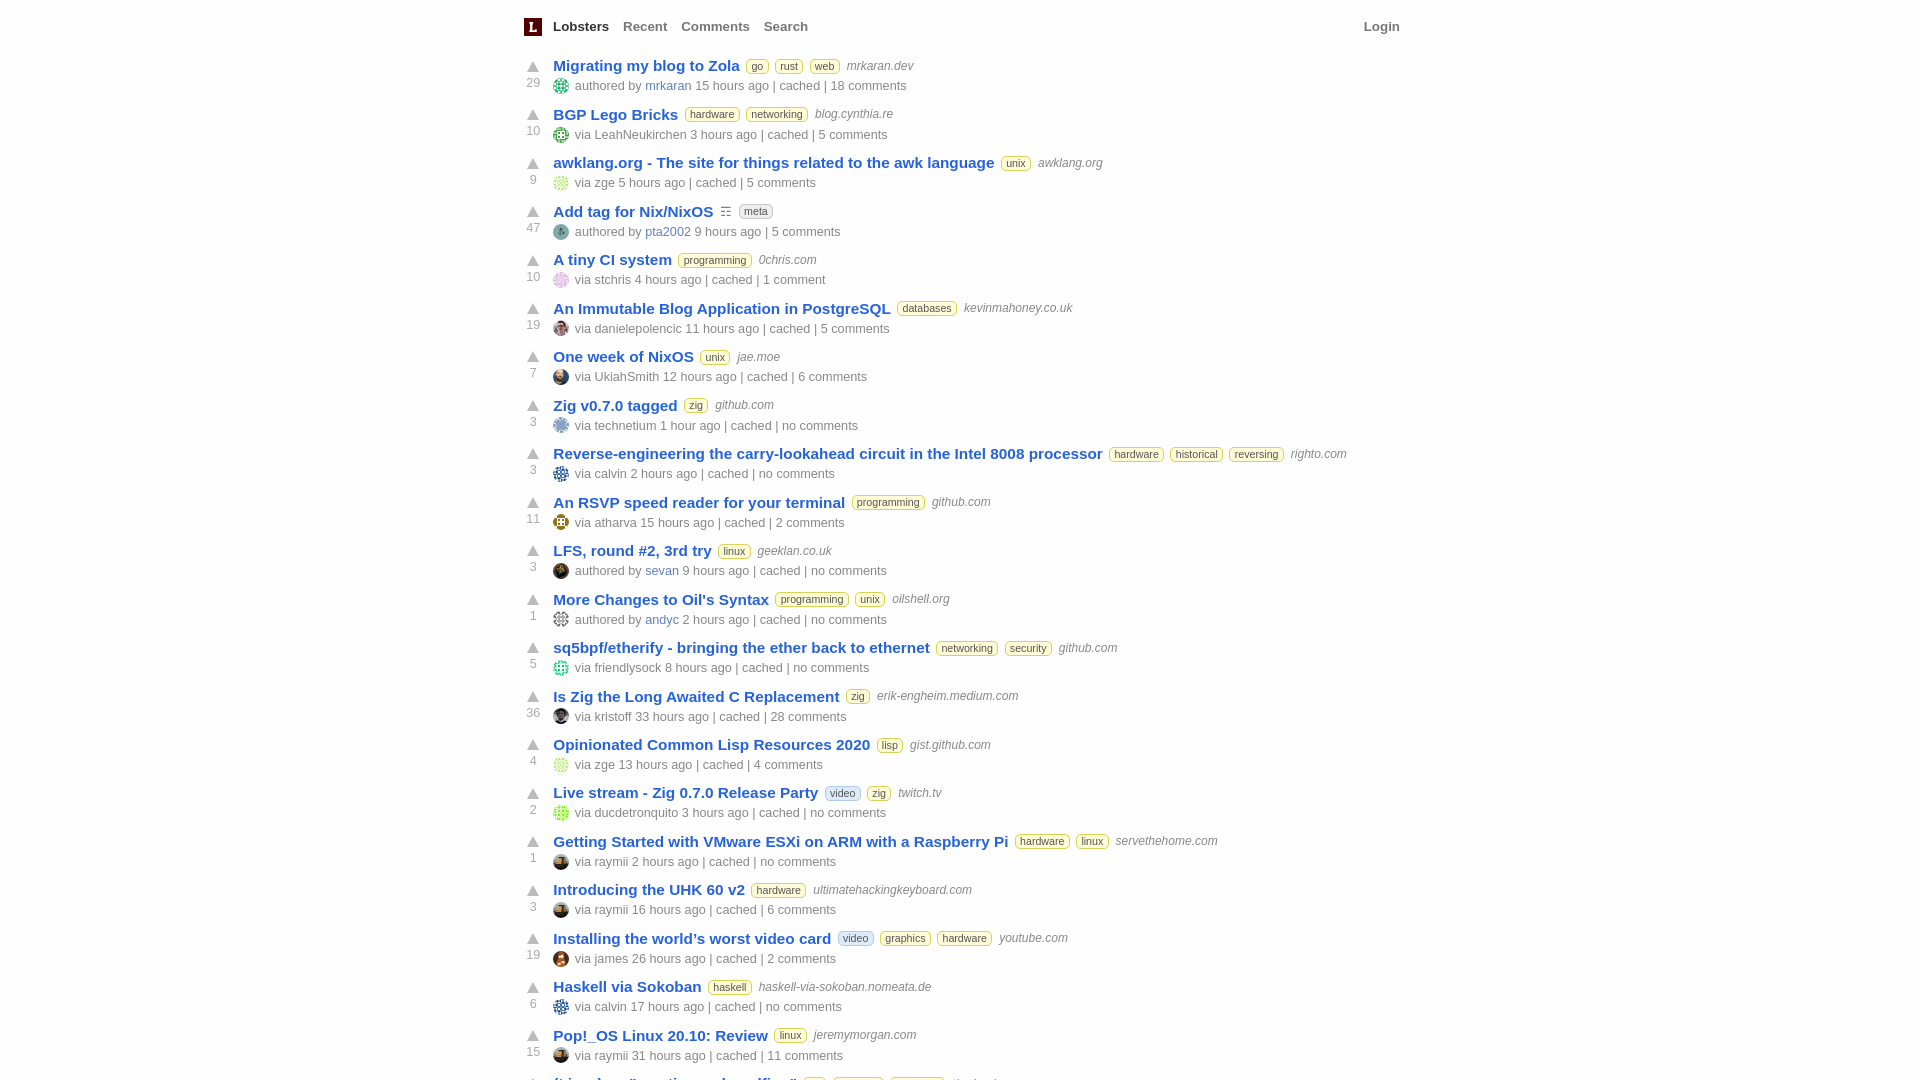 L Lobsters Recent Comments Search Login
Migrating my blog to Zola go rust web mrkaran.dev
29 authored by mrkaran 15 hours ago | cached | 18 comments
BGP Lego Bricks hardware networking blog.cynthia.re
10 via LeahNeukirchen 3 hours ago | cached | 5 comments
awklang.org - The site for things related to the awk language unix awklang.org
9 via zge 5 hours ago | cached | 5 comments
Add tag for Nix/NixOS ☶ meta
47 authored by pta2002 9 hours ago | 5 comments
A tiny CI system programming 0chris.com
10 via stchris 4 hours ago | cached | 1 comment
An Immutable Blog Application in PostgreSQL databases kevinmahoney.co.uk
19 via danielepolencic 11 hours ago | cached | 5 comments
One week of NixOS unix jae.moe
7 via UkiahSmith 12 hours ago | cached | 6 comments
Zig v0.7.0 tagged zig github.com
3 via technetium 1 hour ago | cached | no comments
Reverse-engineering the carry-lookahead circuit in the Intel 8008 processor hardware historical reversing righto.com
3 via calvin 2 hours ago | cached | no comments
An RSVP speed reader for your terminal programming github.com
11 via atharva 15 hours ago | cached | 2 comments
LFS, round #2, 3rd try linux geeklan.co.uk
3 authored by sevan 9 hours ago | cached | no comments
More Changes to Oil's Syntax programming unix oilshell.org
1 authored by andyc 2 hours ago | cached | no comments
sq5bpf/etherify - bringing the ether back to ethernet networking security github.com
5 via friendlysock 8 hours ago | cached | no comments
Is Zig the Long Awaited C Replacement zig erik-engheim.medium.com
36 via kristoff 33 hours ago | cached | 28 comments
Opinionated Common Lisp Resources 2020 lisp gist.github.com
4 via zge 13 hours ago | cached | 4 comments
Live stream - Zig 0.7.0 Release Party video zig twitch.tv
2 via ducdetronquito 3 hours ago | cached | no comments
Getting Started with VMware ESXi on ARM with a Raspberry Pi hardware linux servethehome.com
1 via raymii 2 hours ago | cached | no comments
Introducing the UHK 60 v2 hardware ultimatehackingkeyboard.com
3 via raymii 16 hours ago | cached | 6 comments
Installing the world’s worst video card video graphics hardware youtube.com
19 via james 26 hours ago | cached | 2 comments
Haskell via Sokoban haskell haskell-via-sokoban.nomeata.de
6 via calvin 17 hours ago | cached | no comments
Pop!_OS Linux 20.10: Review linux jeremymorgan.com
15 via raymii 31 hours ago | cached | 11 comments